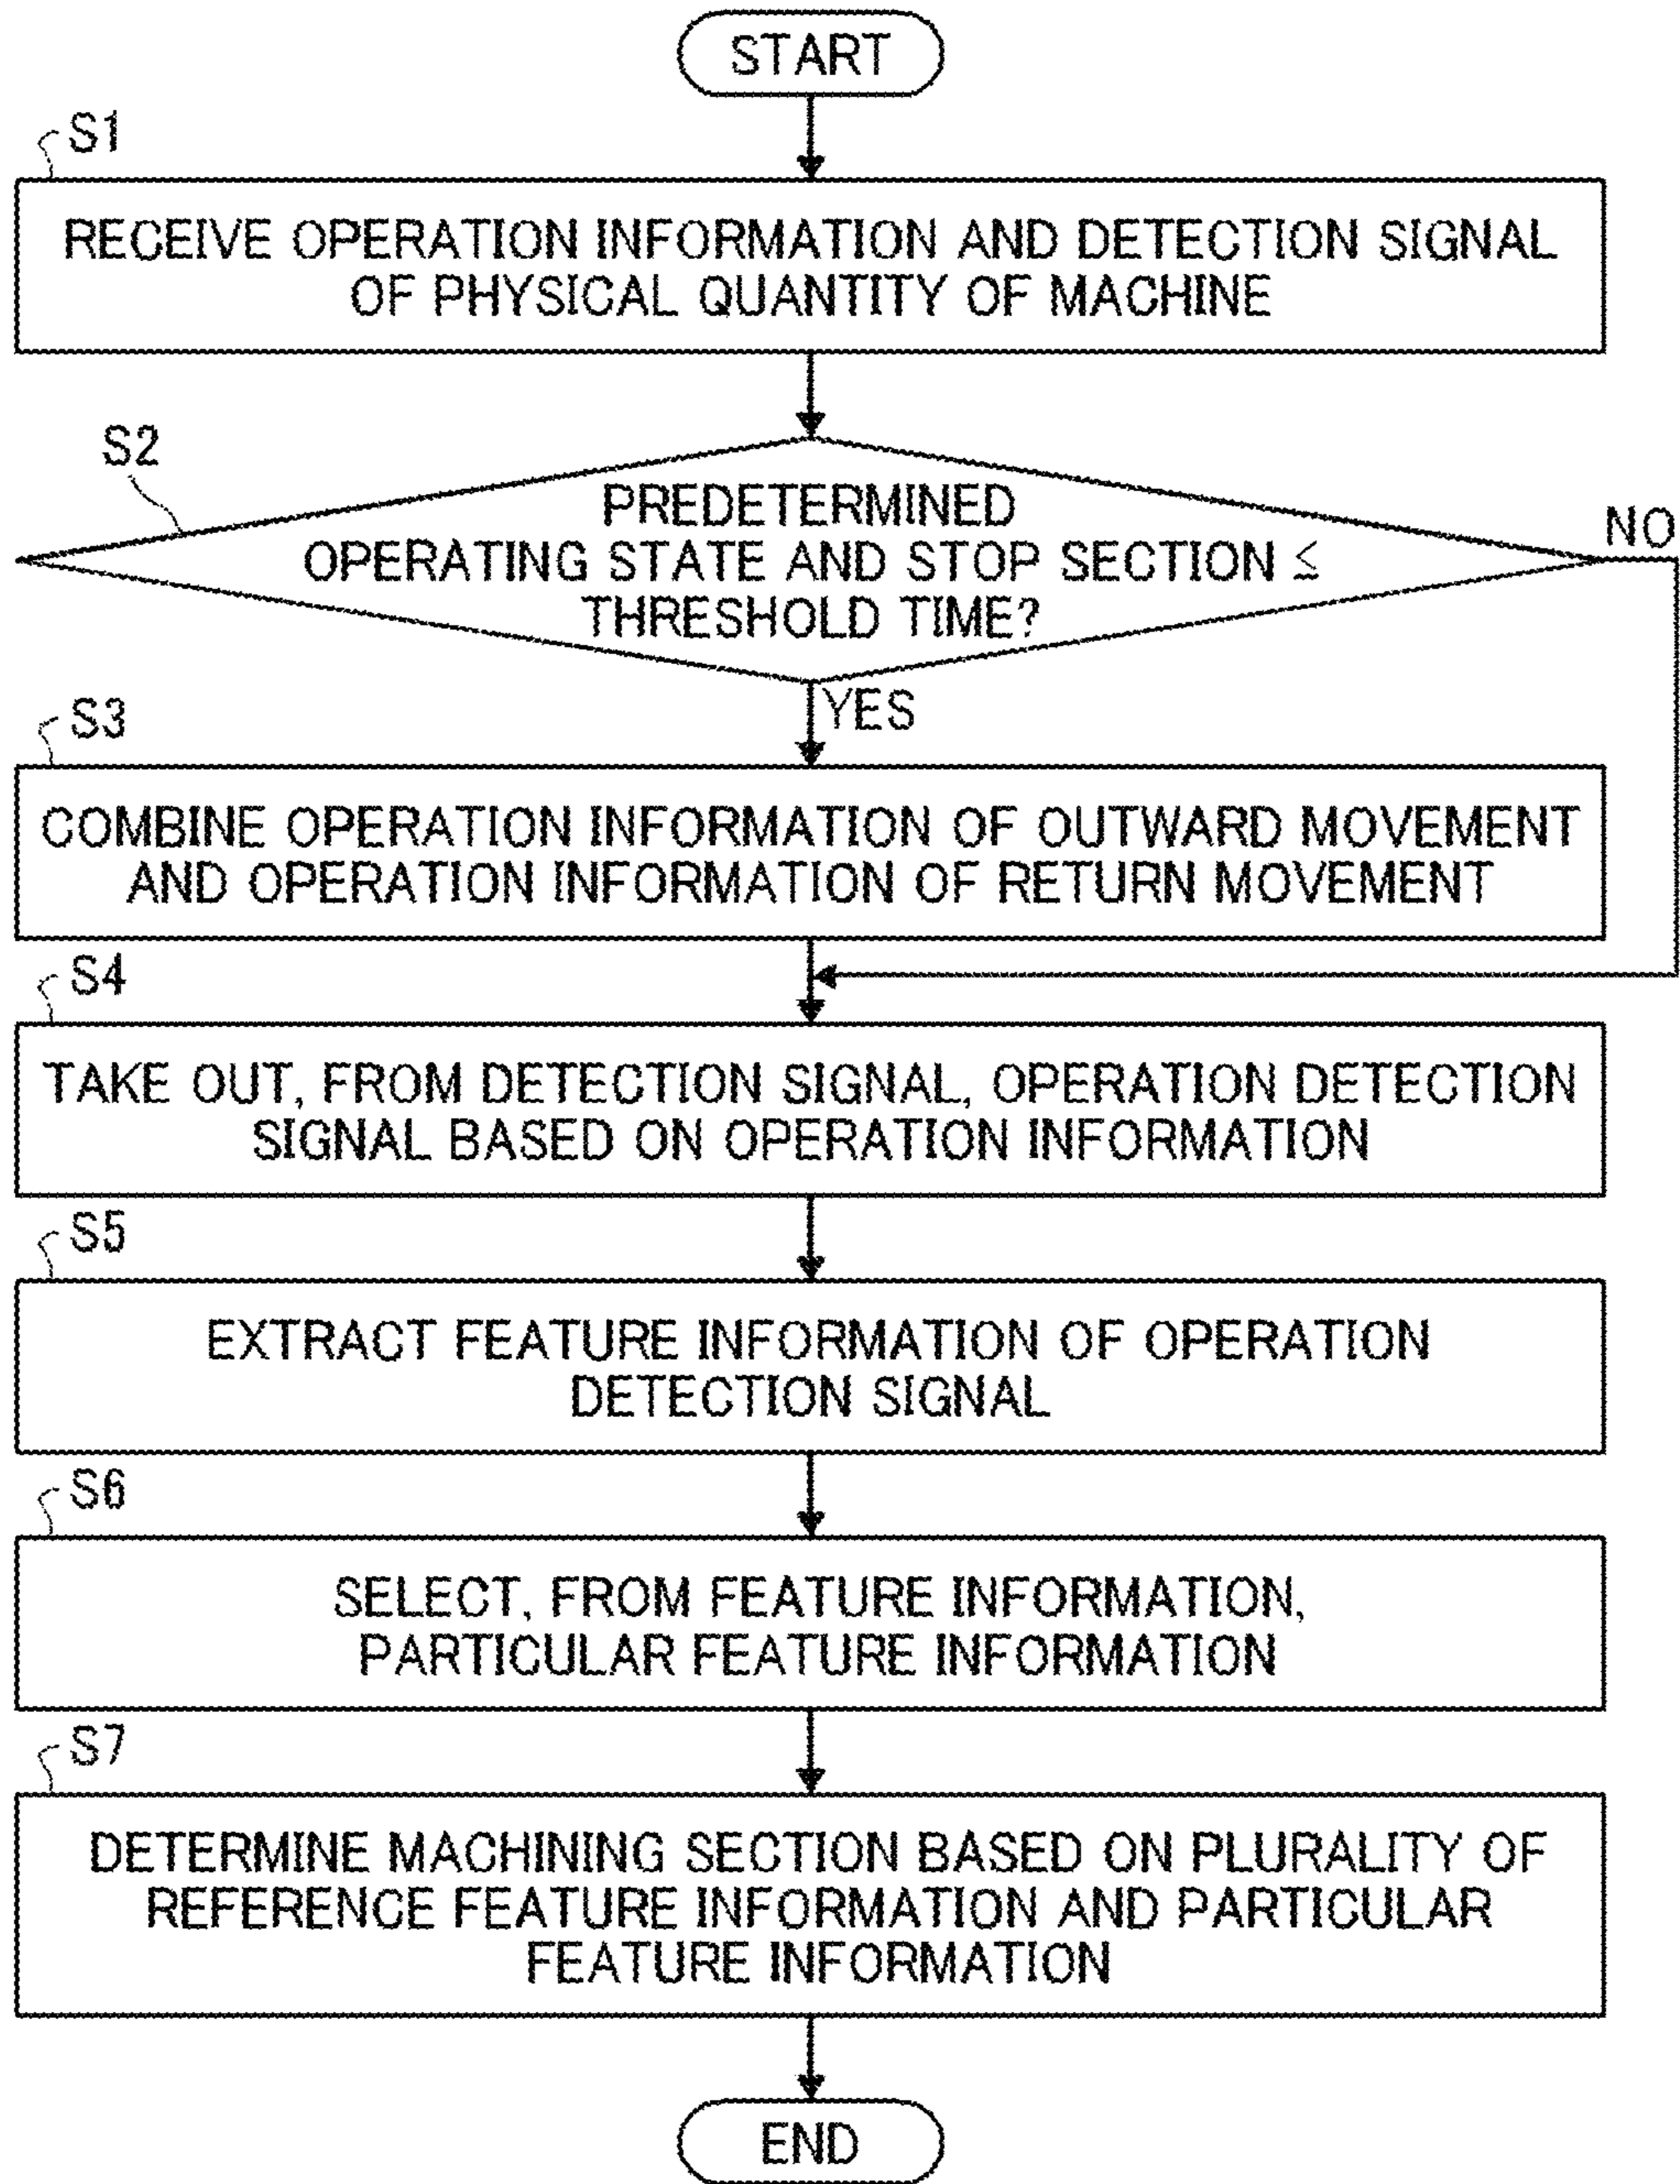 START
S1
RECEIVE OPERATION INFORMATION AND DETECTION SIGNAL
OF PHYSICAL QUANTITY OF MACHINE
S2
PREDETERMINED
OPERATING STATE AND STOP SECTION ≤
THRESHOLD TIME?
NO
YES
S3
COMBINE OPERATION INFORMATION OF OUTWARD MOVEMENT
AND OPERATION INFORMATION OF RETURN MOVEMENT
S4
TAKE OUT, FROM DETECTION SIGNAL, OPERATION DETECTION
SIGNAL BASED ON OPERATION INFORMATION
S5
EXTRACT FEATURE INFORMATION OF OPERATION
DETECTION SIGNAL
S6
SELECT, FROM FEATURE INFORMATION,
PARTICULAR FEATURE INFORMATION
S7
DETERMINE MACHINING SECTION BASED ON PLURALITY OF
REFERENCE FEATURE INFORMATION AND PARTICULAR
FEATURE INFORMATION
END